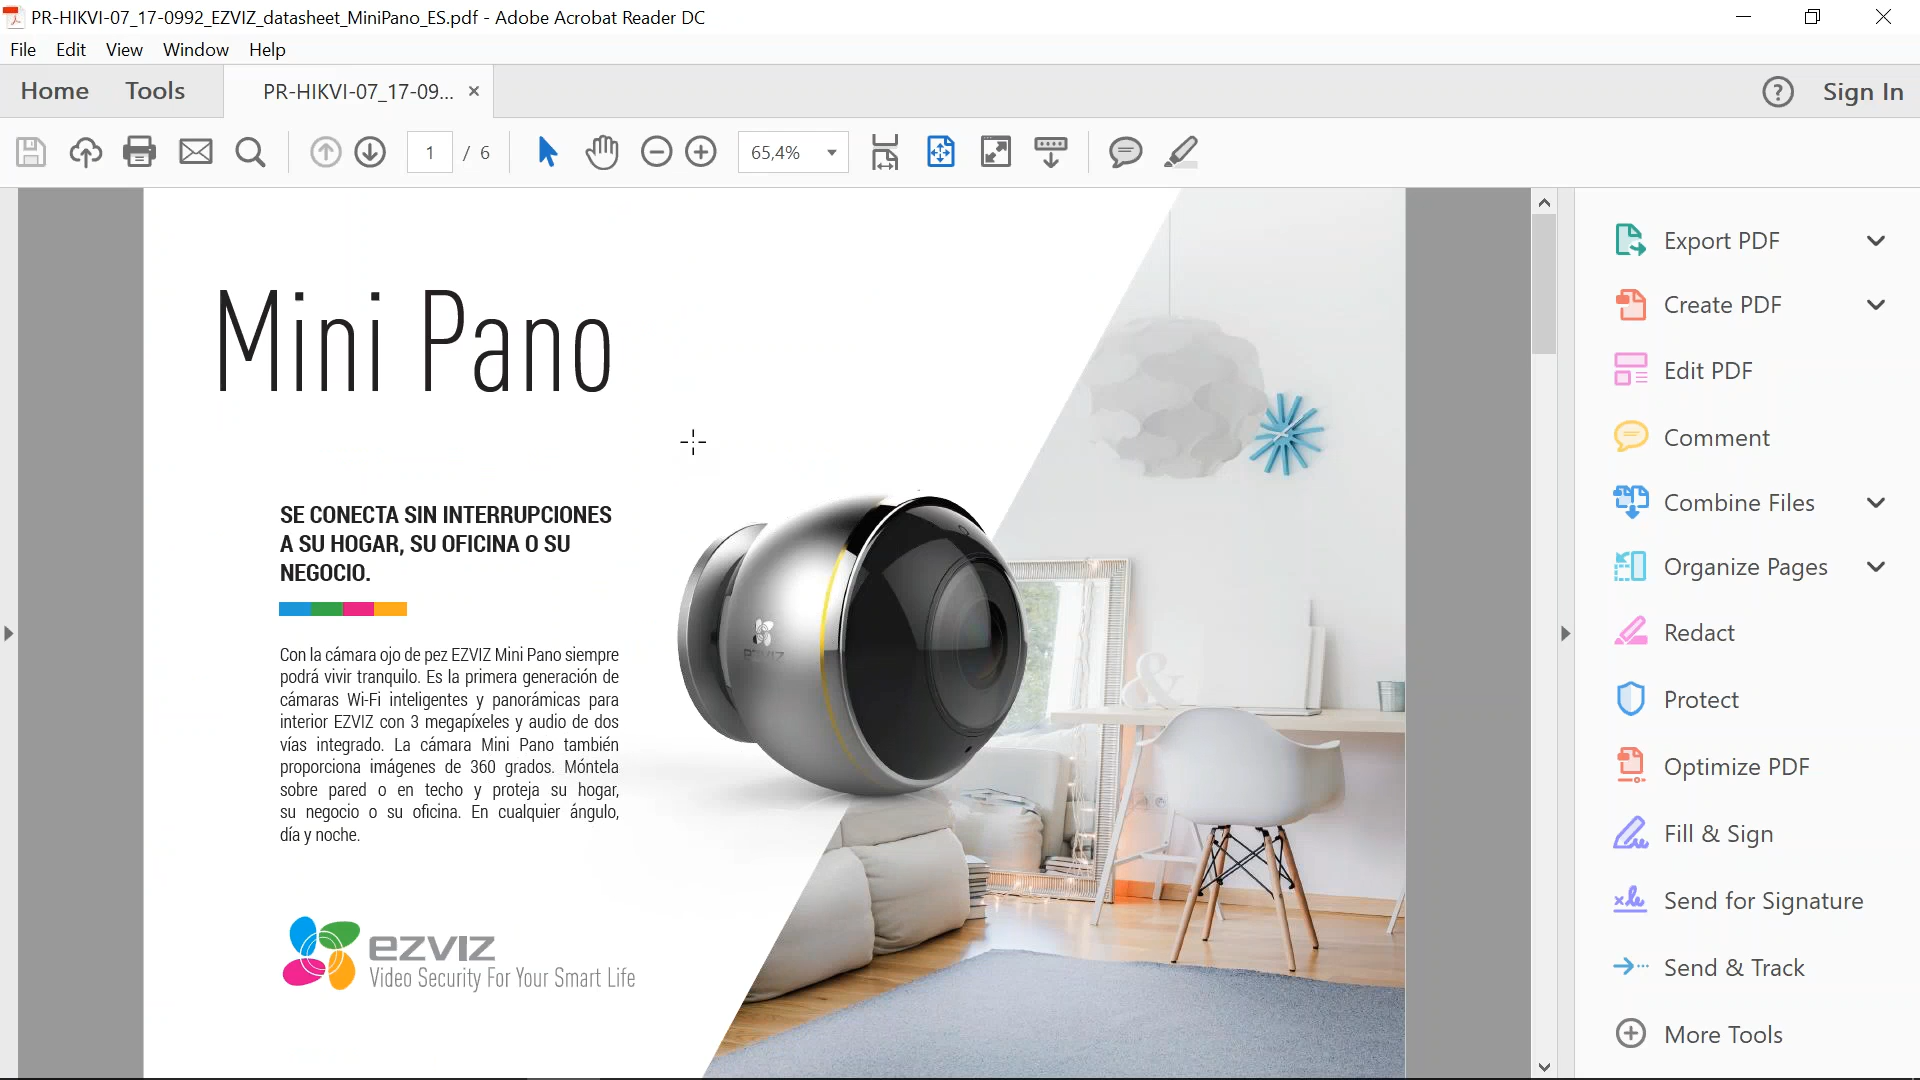 PR-HIKVI-07_17-0992_EZVIZ_datasheet_MiniPano_ES.pdf - Adobe Acrobat Reader DC
File Edit View Window Help
Home Tools PR-HIKVI-07_17-09... Sign In
1 / 6 65,4%
Mini Pano
SE CONECTA SIN INTERRUPCIONES
A SU HOGAR, SU OFICINA O SU
NEGOCIO.
Con la cámara ojo de pez EZVIZ Mini Pano siempre
podrá vivir tranquilo. Es la primera generación de
cámaras Wi-Fi inteligentes y panorámicas para
interior EZVIZ con 3 megapíxeles y audio de dos
vías integrado. La cámara Mini Pano también
proporciona imágenes de 360 grados. Móntela
sobre pared o en techo y proteja su hogar,
su negocio o su oficina. En cualquier ángulo,
día y noche.
EZVIZ
&
ezviz
Video Security For Your Smart Life
Export PDF
Create PDF
Edit PDF
Comment
Combine Files
Organize Pages
Redact
Protect
Optimize PDF
Fill & Sign
Send for Signature
Send & Track
More Tools